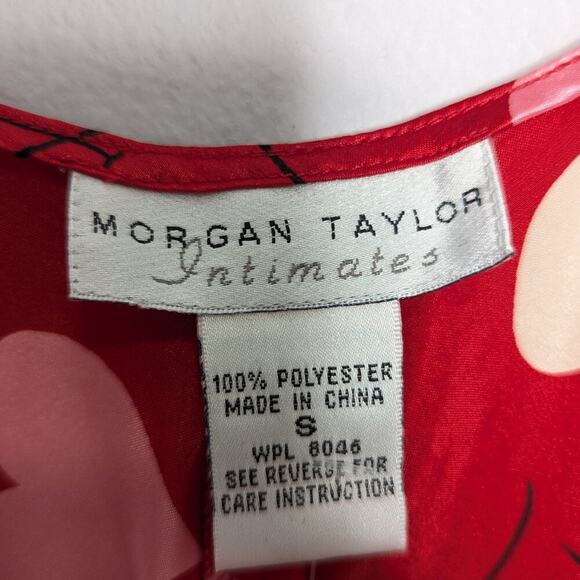 MORGAN TAYLOR
Intimates
100% POLYESTER
MADE IN CHINA
S
WPL 8046
SEE REVERSE FOR
CARE INSTRUCTION